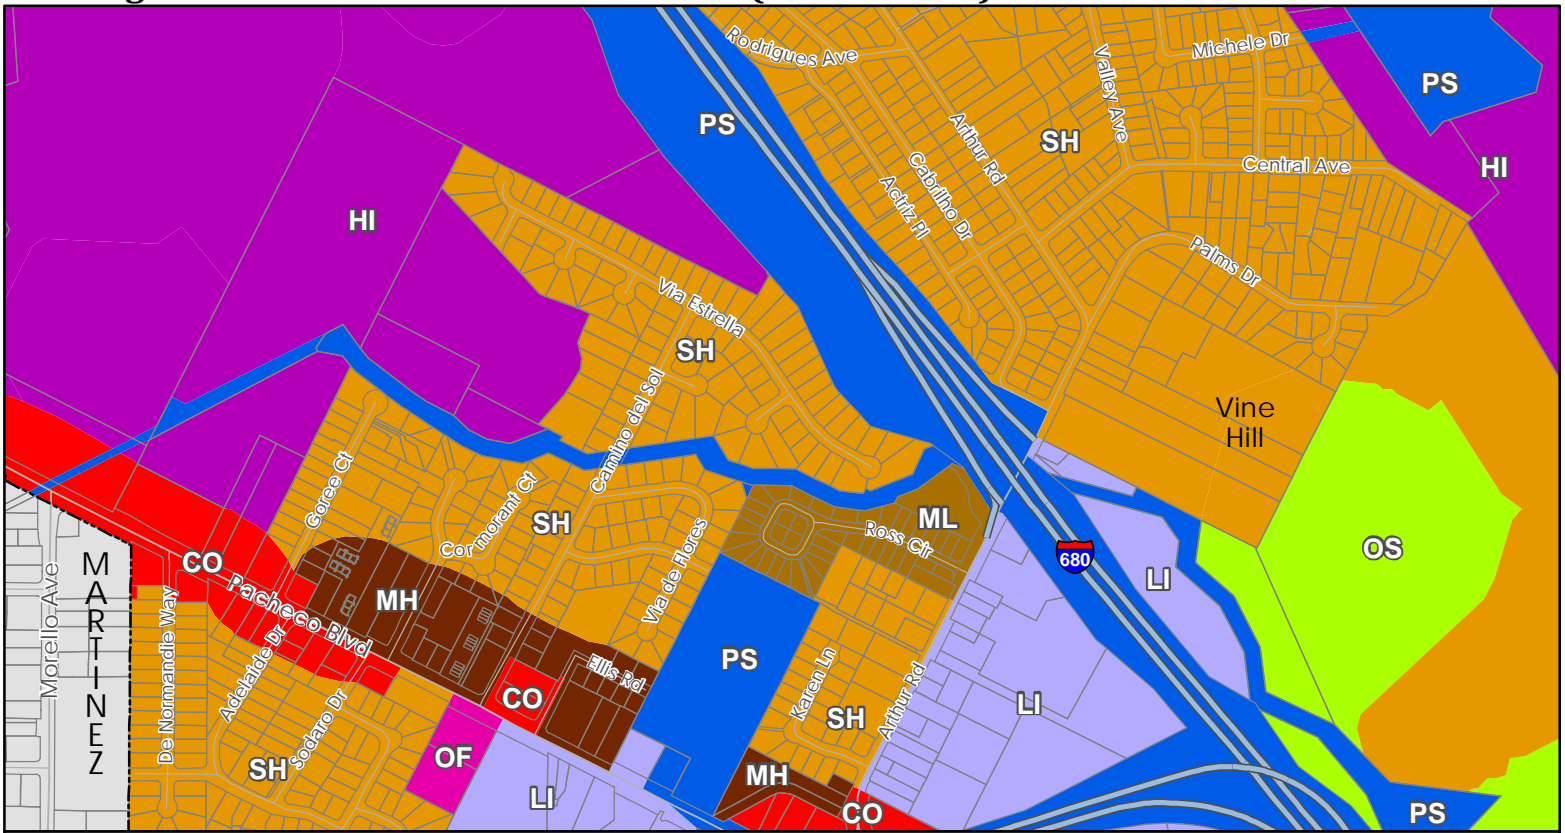 Rodrigues Ave
Michele Dr
Valley Ave
PS
PS
Arthur Rd
SH
Central Ave
HI
Cabrilho Dr
Actriz Pl
HI
Palms Dr
Via Estrella
SH
Vine
Hill
Camino del Sol
Goree Ct
Cormorant Ct
SH
Via de Flores
ML
Ross Cir
OS
680
LI
CO
MARTINEZ
Morello Ave
De Normandie Way
Pacheco Blvd
MH
Adelaide Dr
Sodaro Dr
Ellis Rd
PS
CO
Karen Ln
SH
Arthur Rd
LI
SH
OF
LI
MH
CO
PS